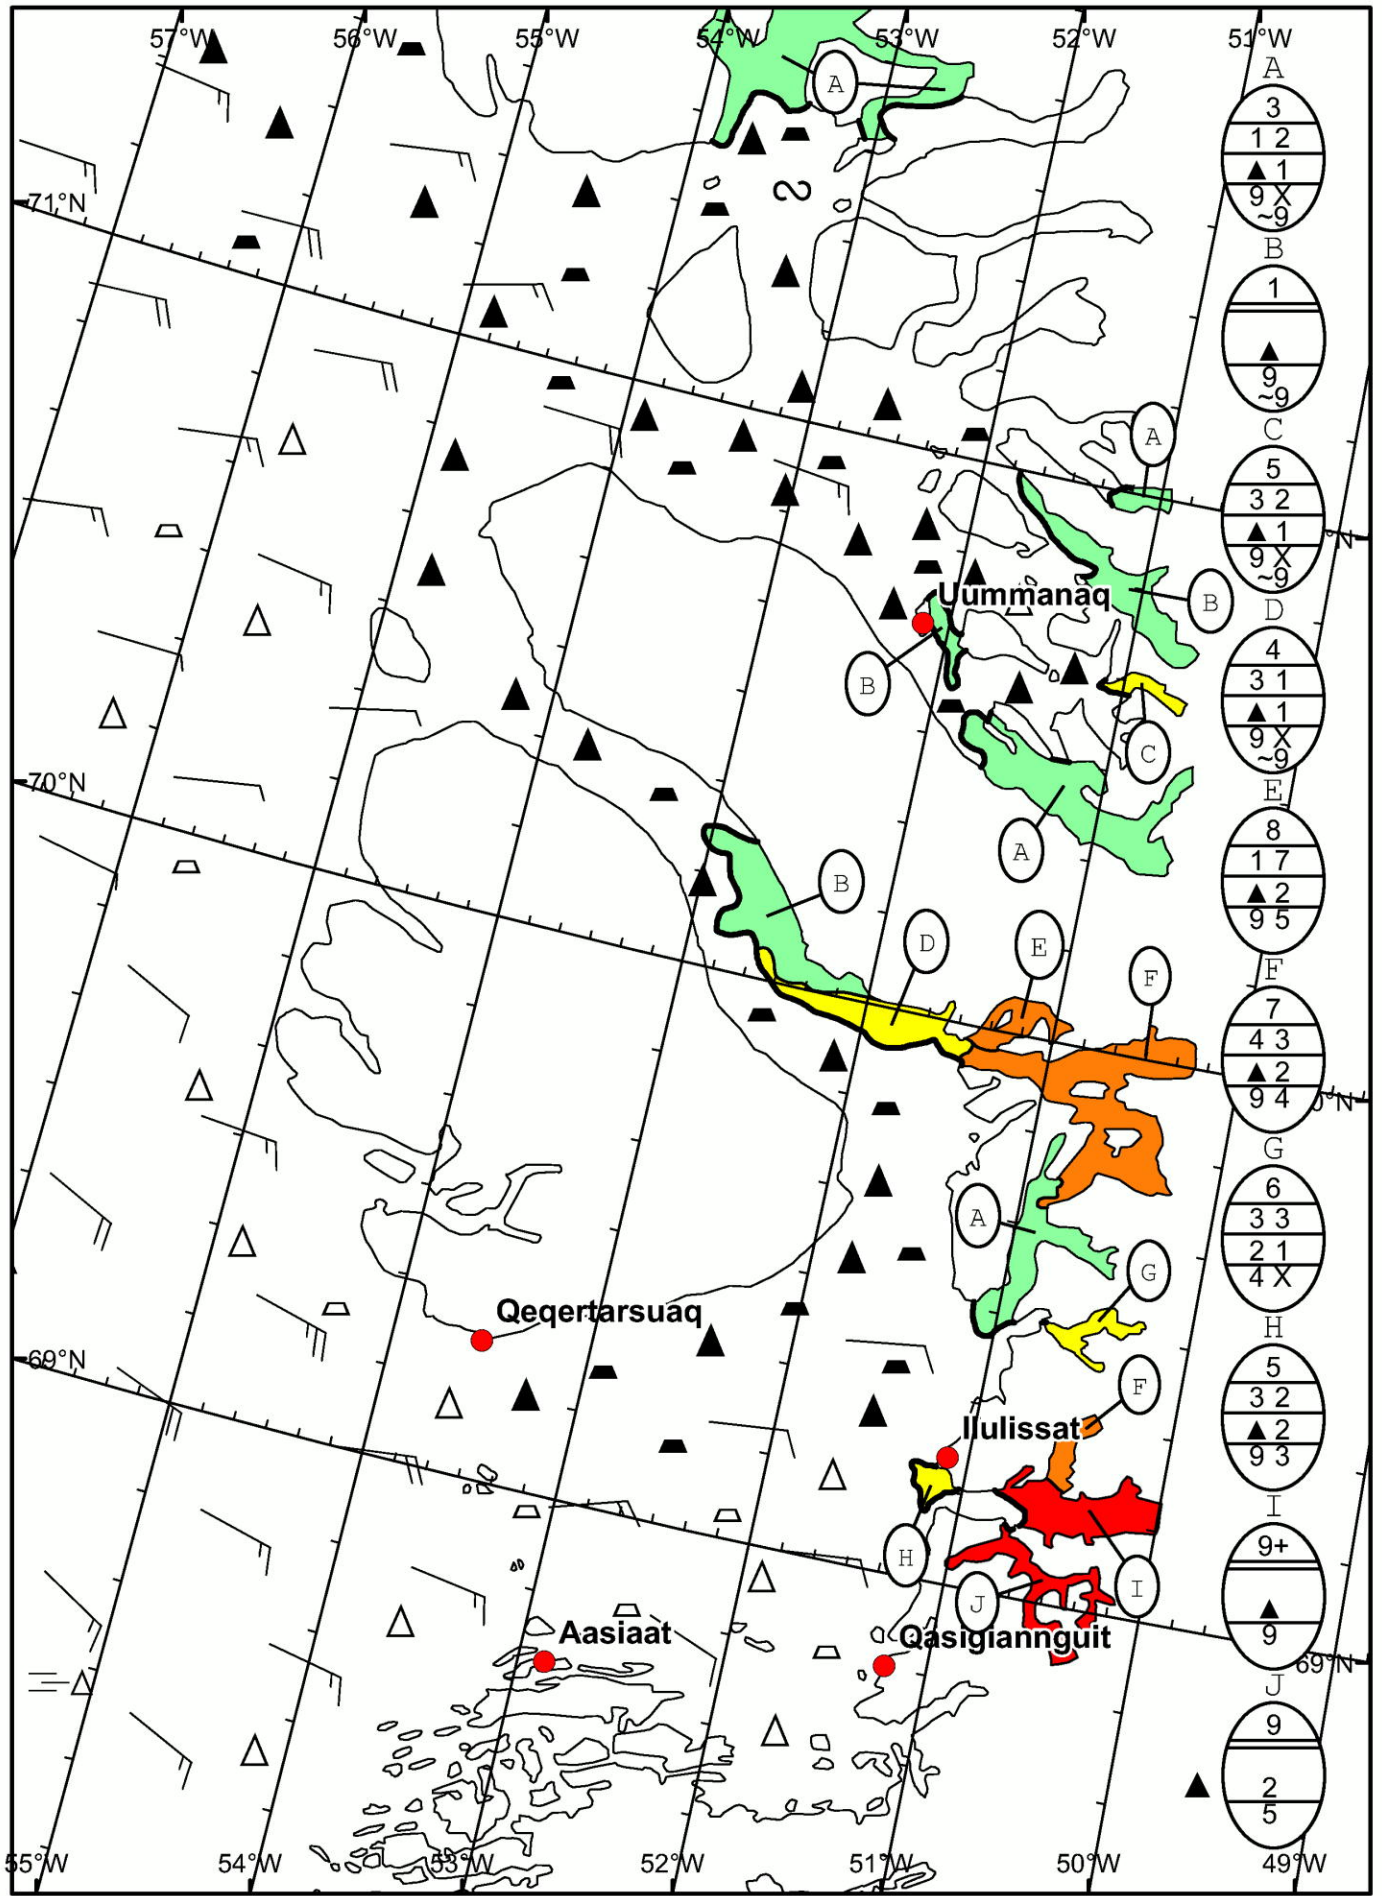 57°W 56°W 55°W 54°W 53°W 52°W 51°W
A
A
3
1 2
▲ 1
9 X
~9
71°N
B
1
▲
9
~9
C
A
5
3 2
▲ 1
9 X
~9
°N
Uummanaq
B
B
D
4
3 1
▲ 1
9 X
~9
C
70°N
A
E
8
1 7
▲ 2
9 5
B
D
E
F
F
7
4 3
▲ 2
9 4
0°N
A
G
G
6
3 3
2 1
4 X
Qeqertarsuaq
69°N
H
5
3 2
▲ 2
9 3
F
Ilulissat
H
I
I
9+
▲
9
J
Aasiaat
Qasigiannguit
69°N
J
9
▲ 2
5
55°W 54°W 53°W 52°W 51°W 50°W 49°W